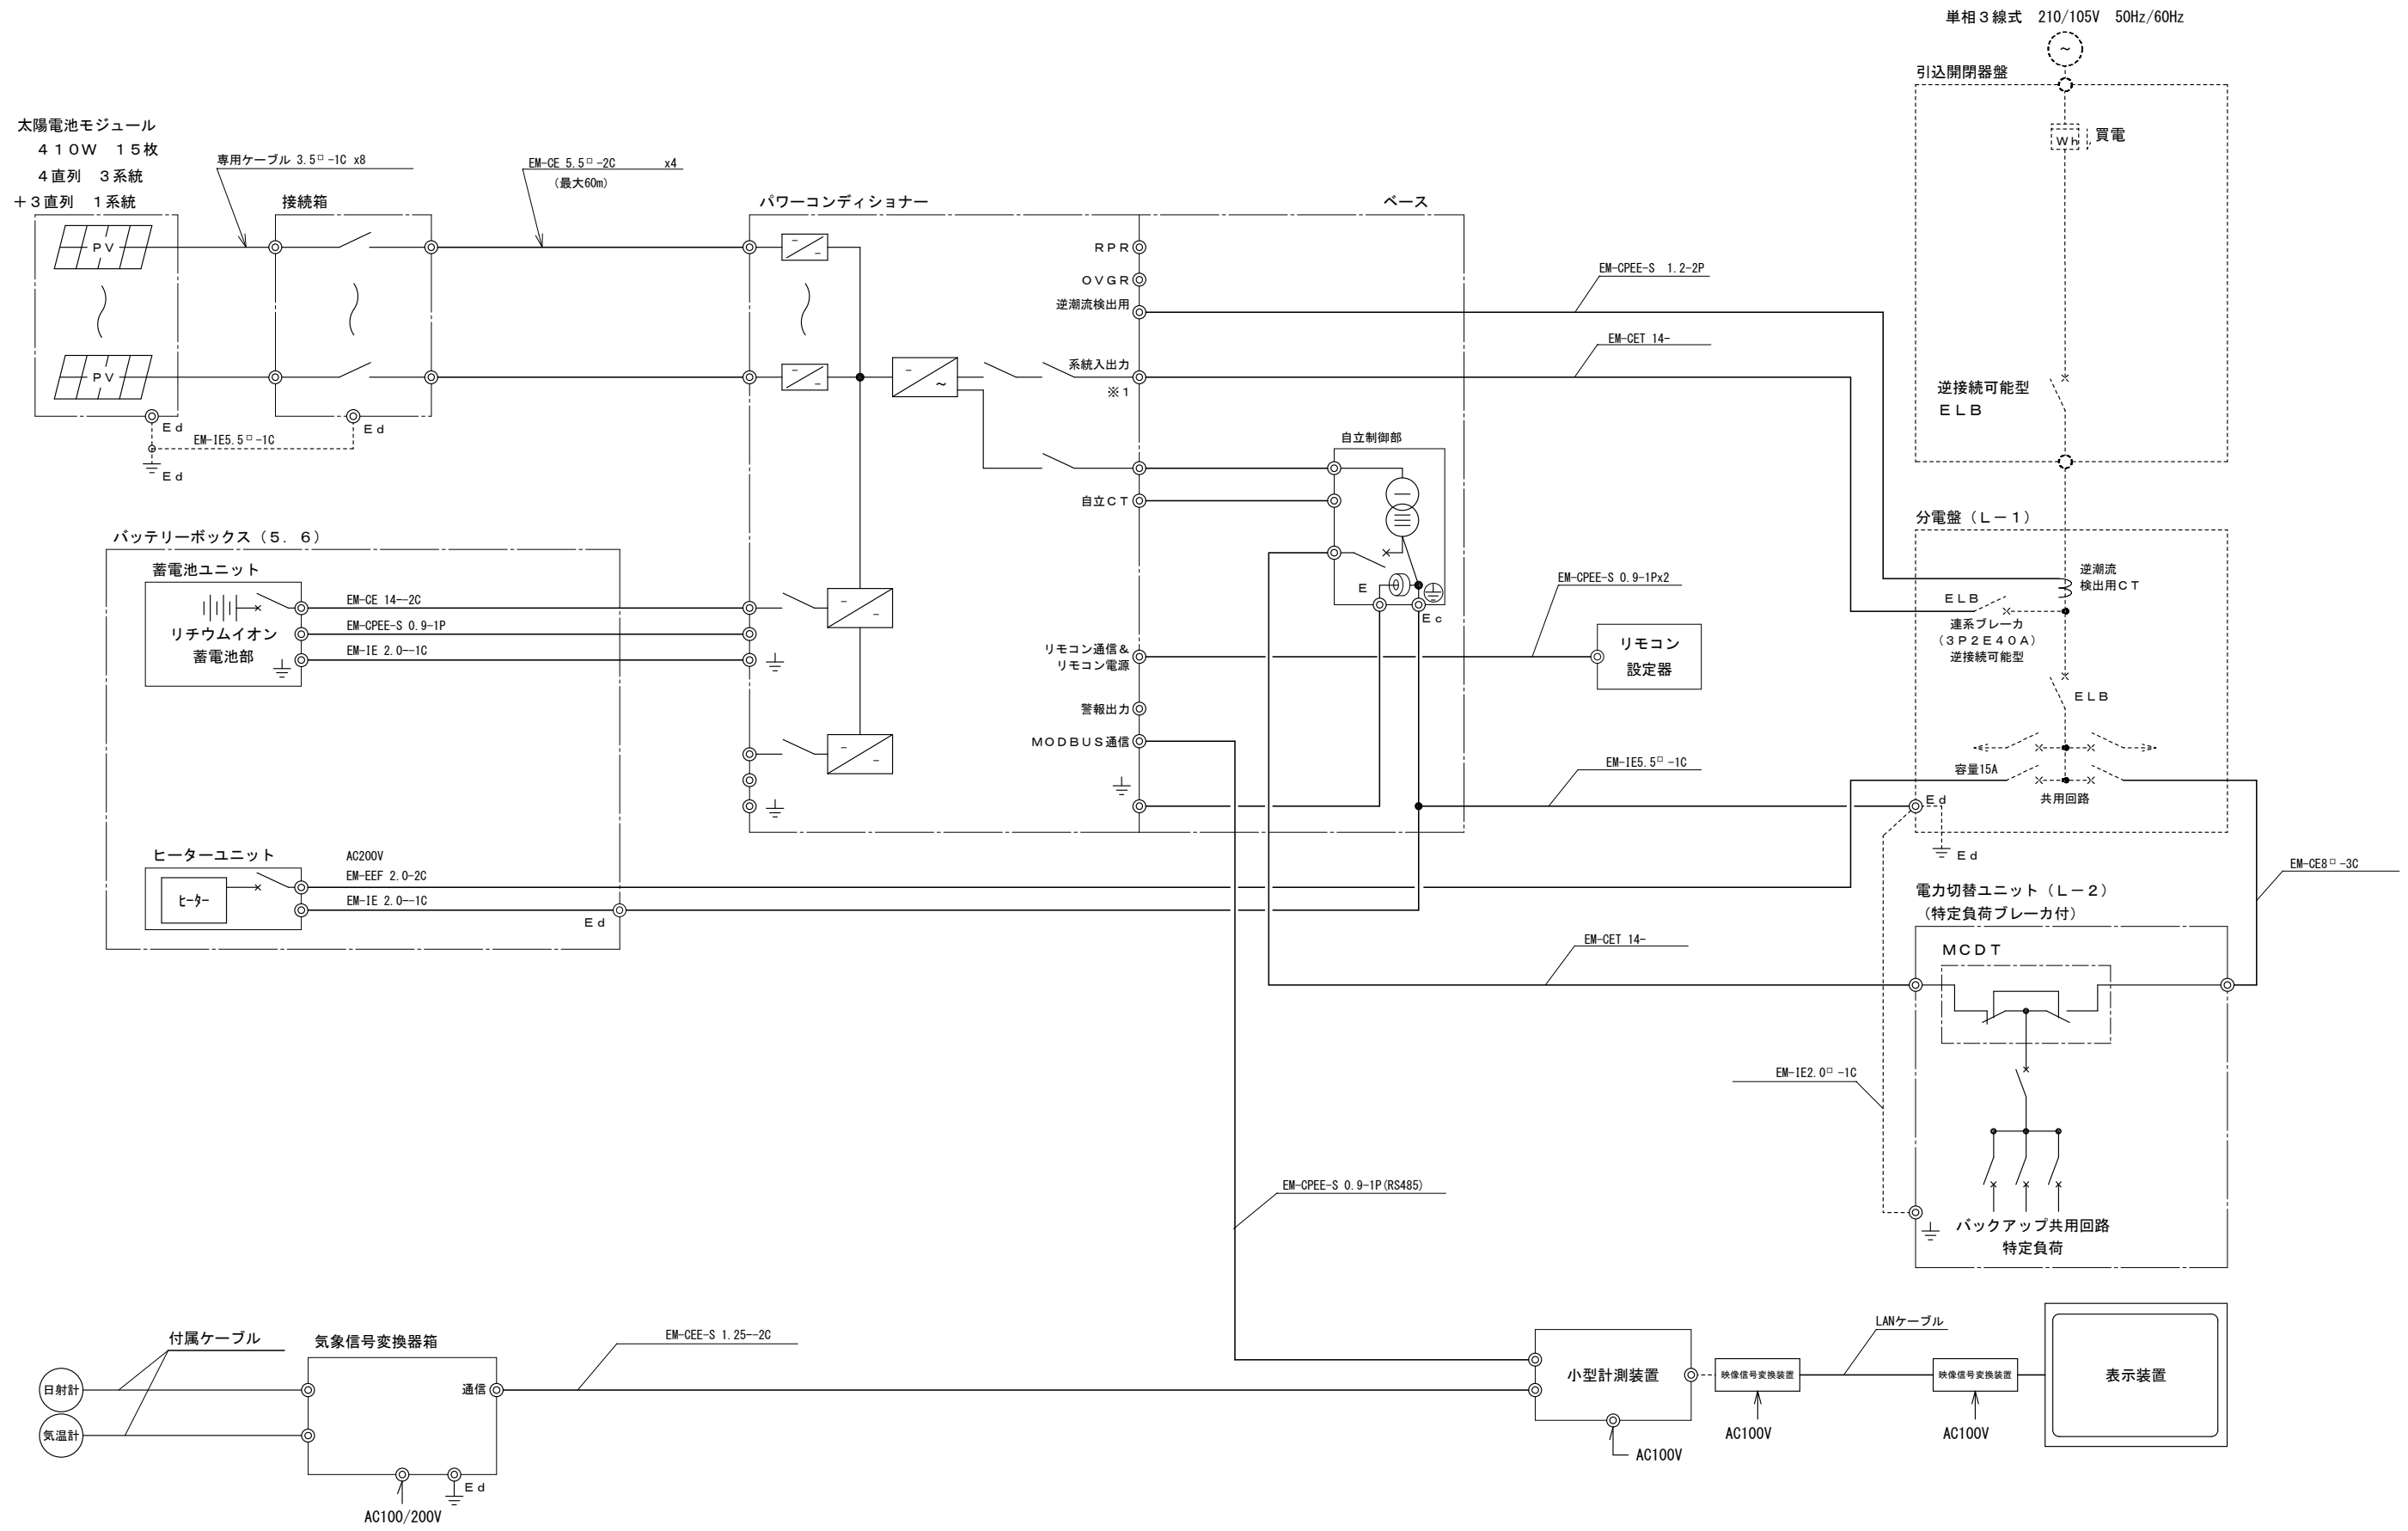 単相３線式　210/105V　50Hz/60Hz
～
引込開閉器盤
Wh
買電
太陽電池モジュール
４１０W　１５枚
４直列　３系統
＋３直列　１系統
専用ケーブル 3.5□-1C x8
接続箱
EM-CE 5.5□-2C　x4
(最大60m)
パワーコンディショナー
ベース
PV
PV
RPR
OVGR
逆潮流検出用
系統入出力
※１
EM-CPEE-S 1.2-2P
EM-CET 14-
逆接続可能型
ELB
Ed
Ed
EM-IE5.5□-1C
Ed
自立制御部
自立CT
E
Ec
分電盤（L－１）
逆潮流
検出用CT
ELB
連系ブレーカ
（３P２E４０A）
逆接続可能型
ELB
容量15A
共用回路
Ed
Ed
バッテリーボックス（５．６）
蓄電池ユニット
リチウムイオン
蓄電池部
EM-CE 14--2C
EM-CPEE-S 0.9-1P
EM-IE 2.0--1C
リモコン通信＆
リモコン電源
EM-CPEE-S 0.9-1Px2
リモコン
設定器
警報出力
MODBUS通信
EM-IE5.5□-1C
ヒーターユニット
ﾋｰﾀｰ
AC200V
EM-EEF 2.0-2C
EM-IE 2.0--1C
Ed
EM-CE8□-3C
電力切替ユニット（L－２）
（特定負荷ブレーカ付）
MCDT
EM-CET 14-
EM-IE2.0□-1C
バックアップ共用回路
特定負荷
EM-CPEE-S 0.9-1P(RS485)
付属ケーブル
日射計
気温計
気象信号変換器箱
通信
Ed
AC100/200V
EM-CEE-S 1.25--2C
小型計測装置
AC100V
映像信号変換装置
AC100V
LANケーブル
映像信号変換装置
AC100V
表示装置